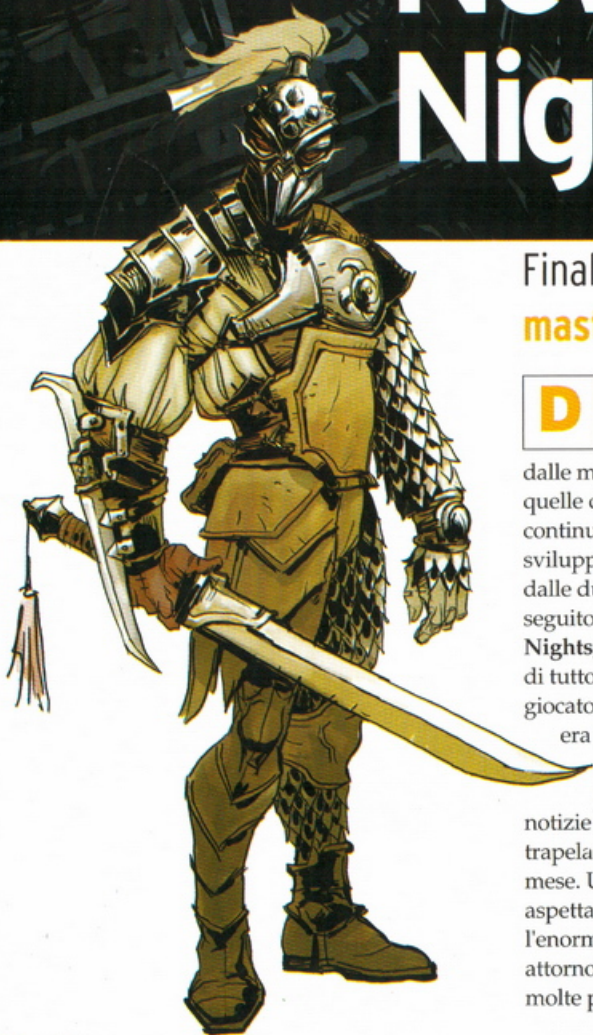 Nig
Final
mas
D
dalle m
quelle
continu
svilupp
dalle du
seguito
Nights
di tutto
giocato
era
notizie
trapela
mese. U
aspetta
l'enorm
attorno
molte p